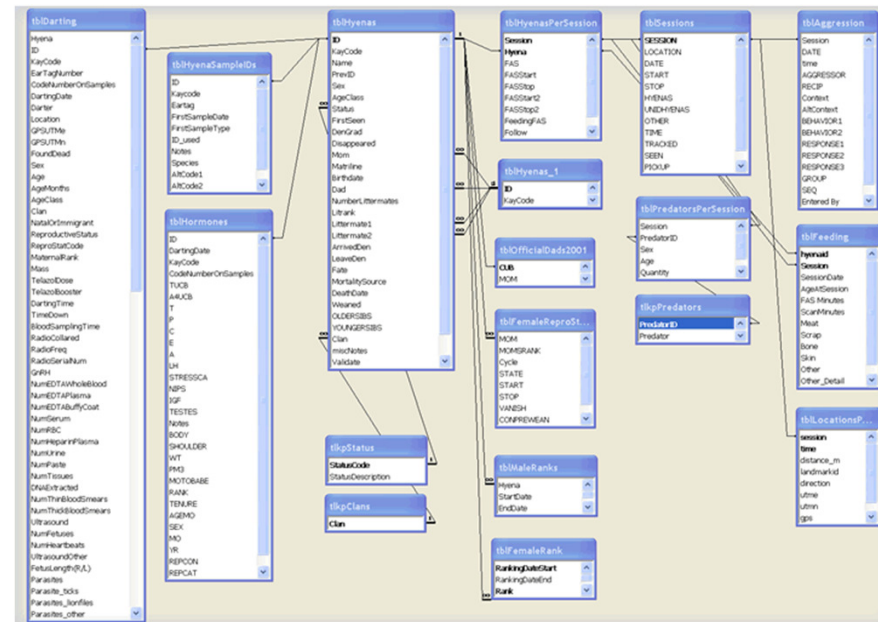 tblDarting
Hyena
ID
KayCode
EarTagNumber
CodeNumberOnSamples
DartingDate
Darter
Location
GPSUTMe
GPSUTMn
FoundDead
Sex
Age
AgeMonths
AgeClass
Clan
NatalOrImmigrant
ReproductiveStatus
ReproStatCode
MaternalRank
Mass
TelazolDose
TelazolBooster
DartingTime
TimeDown
BloodSamplingTime
RadioCollared
RadioFreq
RadioSerialNum
GnRH
NumEDTAWholeBlood
NumEDTAPlasma
NumEDTABuffyCoat
NumSerum
NumRBC
NumHeparinPlasma
NumUrine
NumPaste
NumTissues
DNAExtracted
NumThinBloodSmears
NumThickBloodSmears
Ultrasound
NumFetuses
NumHeartbeats
UltrasoundOther
FetusLength(R/L)
Parasites
Parasite_ticks
Parasites_lionflies
Parasites_other
tblHyenaSampleIDs
ID
Kaycode
Eartag
FirstSampleDate
FirstSampleType
ID_used
Notes
Species
AltCode1
AltCode2
tblHormones
ID
DartingDate
KayCode
CodeNumberOnSamples
TUCB
A4UCB
T
P
C
E
A
LH
STRESSCA
NIPS
IGF
TESTES
Notes
BODY
SHOULDER
WT
PM3
MOTOBABE
RANK
TENURE
AGEMO
SEX
MO
YR
REPCON
REPCAT
tblHyenas
ID
KayCode
Name
PrevID
Sex
AgeClass
Status
FirstSeen
DenGrad
Disappeared
Mom
Matriline
Birthdate
Dad
NumberLittermates
Litrank
Littermate1
Littermate2
ArrivedDen
LeaveDen
Fate
MortalitySource
DeathDate
Weaned
OLDERSIBS
YOUNGERSIBS
Clan
miscNotes
Validate
tlkpStatus
StatusCode
StatusDescription
tlkpClans
Clan
tblHyenasPerSession
Session
Hyena
FAS
FASStart
FASStop
FASStart2
FASStop2
FeedingFAS
Follow
tblHyenas_1
ID
KayCode
tblOfficialDads2001
CUB
MOM
tblFemaleReproSt...
MOM
MOMSRANK
Cycle
STATE
START
STOP
VANISH
CONPREWEAN
tblMaleRanks
Hyena
StartDate
EndDate
tblFemaleRank
RankingDateStart
RankingDateEnd
Rank
tblSessions
SESSION
LOCATION
DATE
START
STOP
HYENAS
UNIDHYENAS
OTHER
TIME
TRACKED
SEEN
PICKUP
tblPredatorsPerSession
Session
PredatorID
Sex
Age
Quantity
tlkpPredators
PredatorID
Predator
tblAggression
Session
DATE
time
AGGRESSOR
RECIP
Context
AltContext
BEHAVIOR1
BEHAVIOR2
RESPONSE1
RESPONSE2
RESPONSE3
GROUP
SEQ
Entered By
tblFeeding
hyenaid
Session
SessionDate
AgeAtSession
FAS Minutes
ScanMinutes
Meat
Scrap
Bone
Skin
Other
Other_Detail
tblLocationsP...
session
time
distance_m
landmarkid
direction
utme
utmn
gps